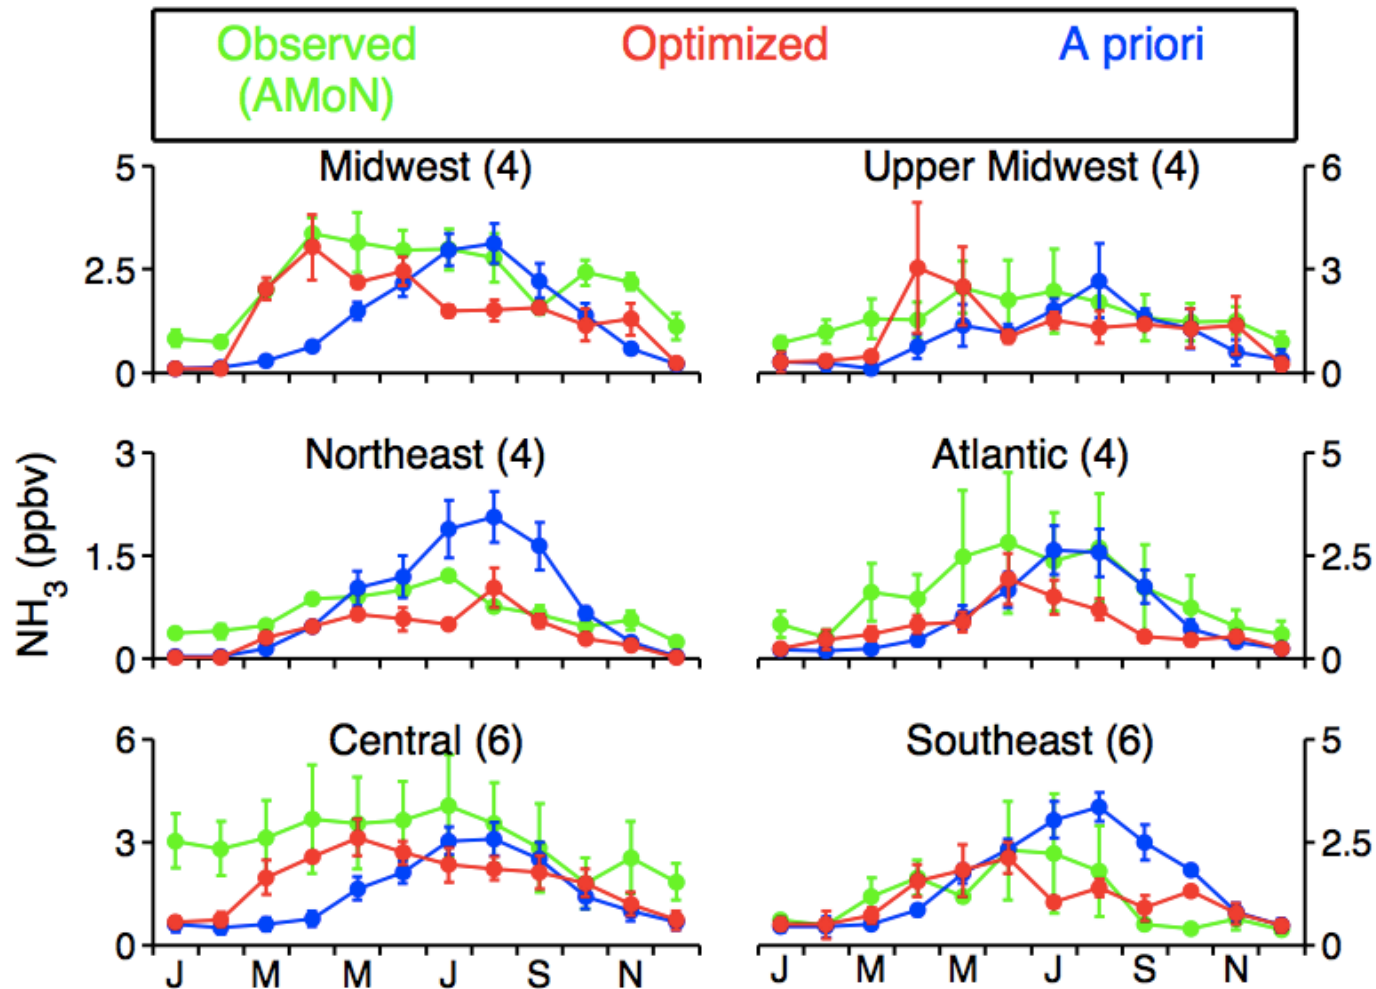 Observed Optimized A priori
(AMoN)
Midwest (4) Upper Midwest (4)
5 6
2.5 3
0 0
Northeast (4) Atlantic (4)
3 5
1.5 2.5
0 0
NH3 (ppbv)
Central (6) Southeast (6)
6 5
3 2.5
0 0
J M M J S N J M M J S N